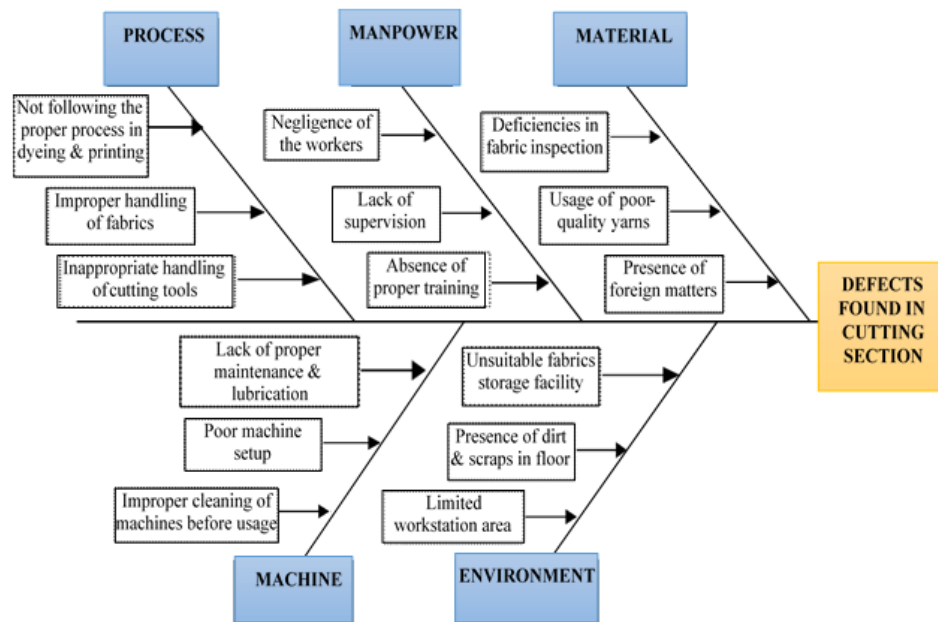 PROCESS
MANPOWER
MATERIAL
Not following the
proper process in
dyeing & printing
Improper handling
of fabrics
Inappropriate handling
of cutting tools
Negligence of
the workers
Lack of
supervision
Absence of
proper training
Deficiencies in
fabric inspection
Usage of poor-
quality yarns
Presence of
foreign matters
DEFECTS
FOUND IN
CUTTING
SECTION
Lack of proper
maintenance &
lubrication
Poor machine
setup
Improper cleaning of
machines before usage
Unsuitable fabrics
storage facility
Presence of dirt
& scraps in floor
Limited
workstation area
MACHINE
ENVIRONMENT